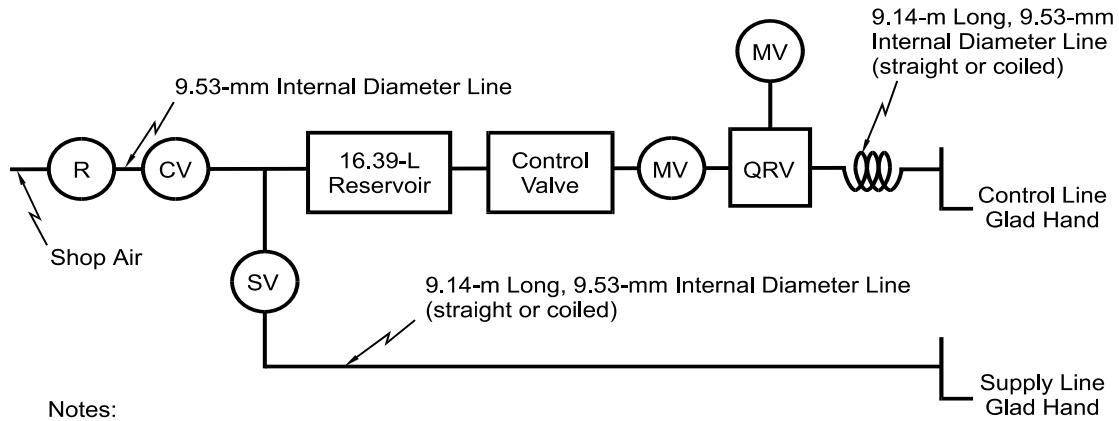 9.14-m Long, 9.53-mm
Internal Diameter Line
(straight or coiled)
MV
9.53-mm Internal Diameter Line
R
CV
16.39-L
Reservoir
Control
Valve
MV
QRV
Control Line
Glad Hand
Shop Air
SV
9.14-m Long, 9.53-mm Internal Diameter Line
(straight or coiled)
Supply Line
Glad Hand
Notes: